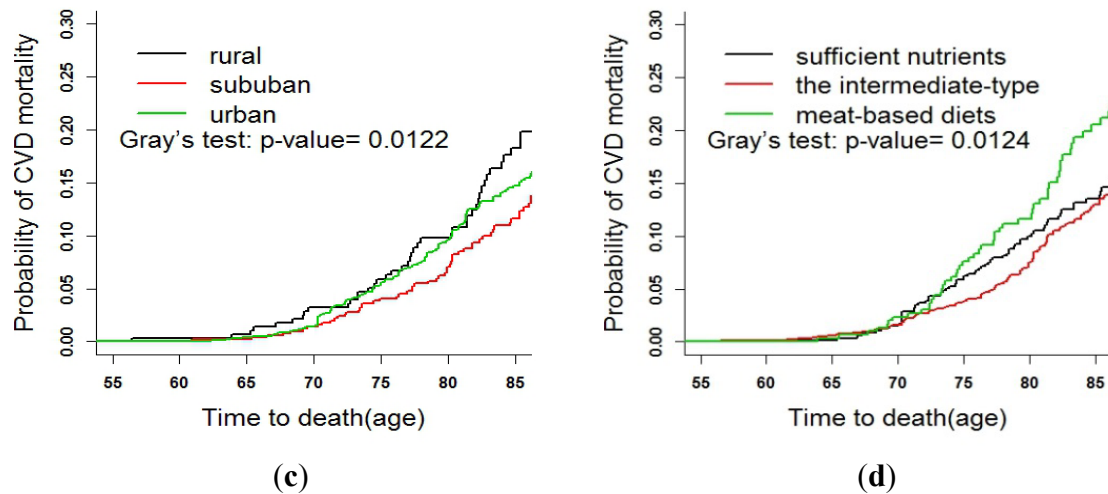 Probability of CVD mortality
0.30
0.25
0.20
0.15
0.10
0.05
0.00
rural
sububan
urban
Gray's test: p-value= 0.0122
55 60 65 70 75 80 85
Time to death(age)
(c)
Probability of CVD mortality
0.30
0.25
0.20
0.15
0.10
0.05
0.00
sufficient nutrients
the intermediate-type
meat-based diets
Gray's test: p-value= 0.0124
55 60 65 70 75 80 85
Time to death(age)
(d)